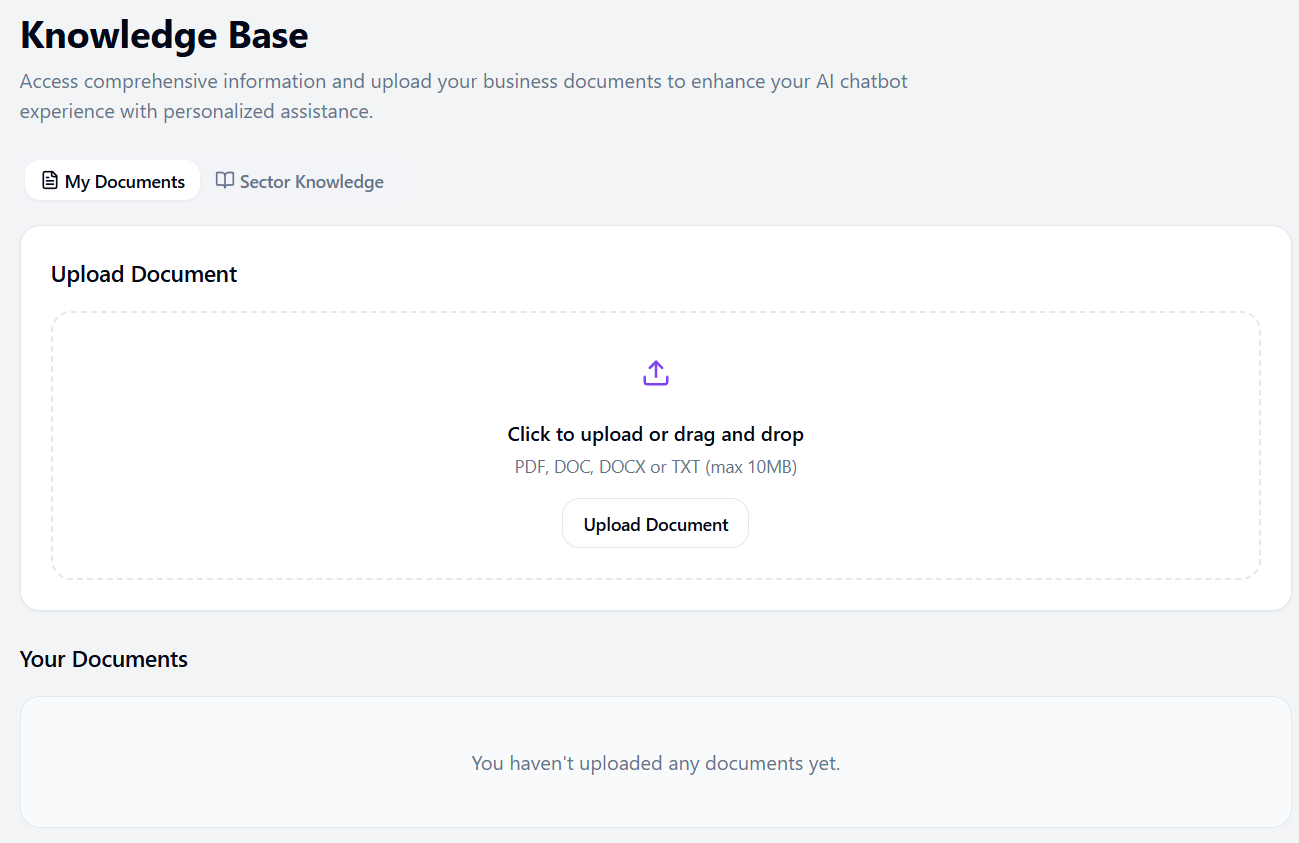 Knowledge Base
Access comprehensive information and upload your business documents to enhance your AI chatbot
experience with personalized assistance.
My Documents
Sector Knowledge
Upload Document
Click to upload or drag and drop
PDF, DOC, DOCX or TXT (max 10MB)
Upload Document
Your Documents
You haven't uploaded any documents yet.